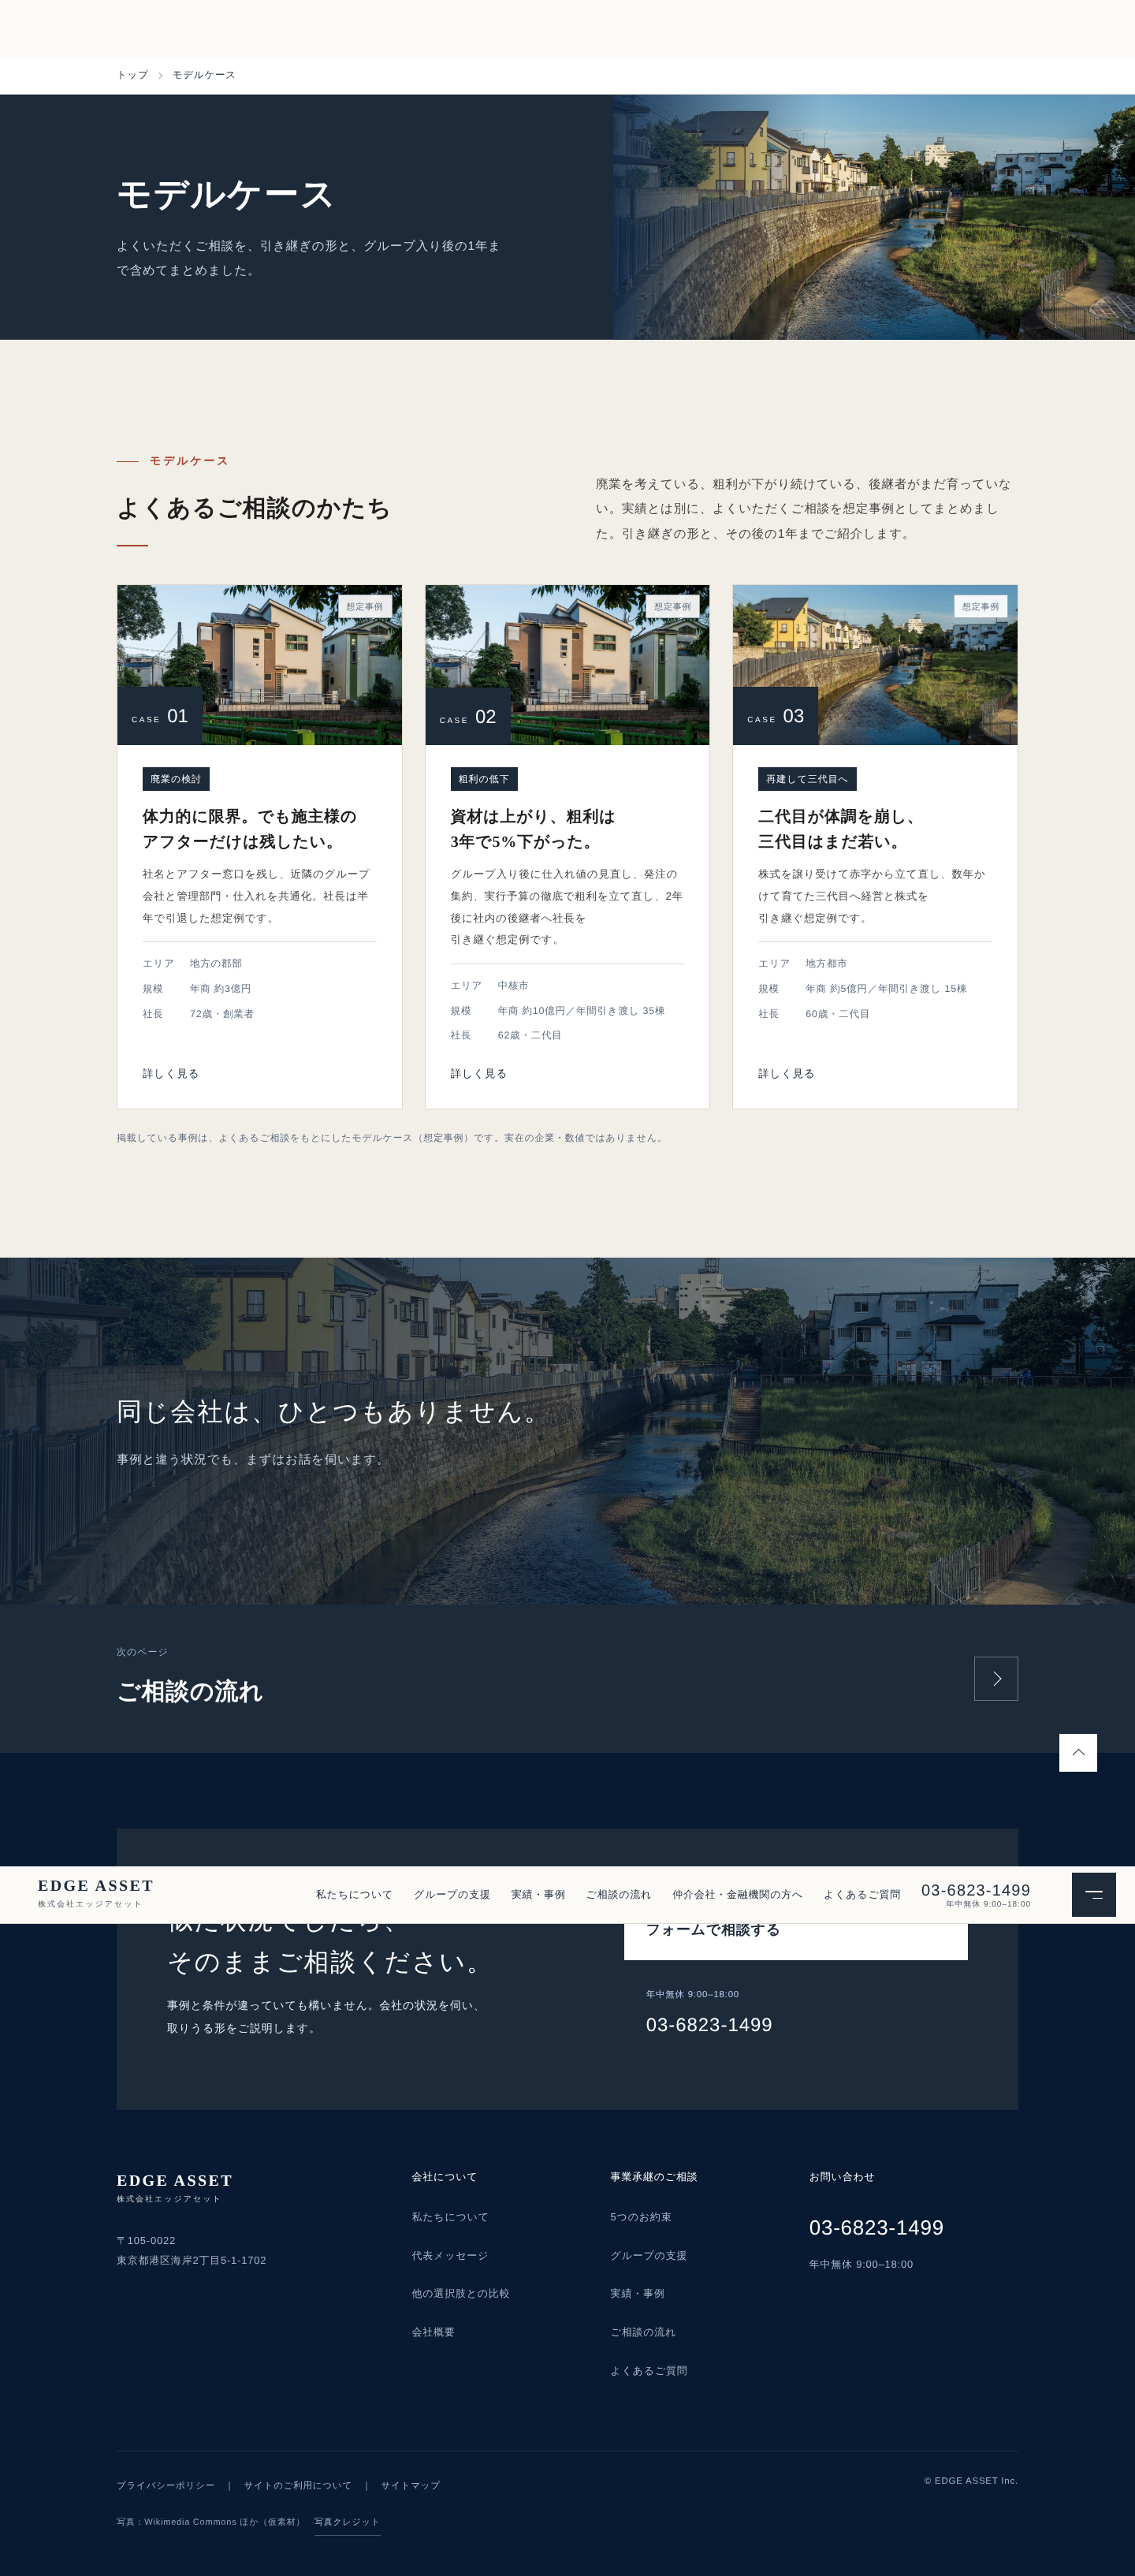 トップ
モデルケース
モデルケース
よくいただくご相談を、引き継ぎの形と、グループ入り後の1年ま
で含めてまとめました。
モデルケース
よくあるご相談のかたち
廃業を考えている、粗利が下がり続けている、後継者がまだ育っていな
い。実績とは別に、よくいただくご相談を想定事例としてまとめまし
た。引き継ぎの形と、その後の1年までご紹介します。
想定事例
CASE 01
廃業の検討
体力的に限界。でも施主様の
アフターだけは残したい。
社名とアフター窓口を残し、近隣のグループ
会社と管理部門・仕入れを共通化。社長は半
年で引退した想定例です。
エリア 地方の郡部
規模 年商 約3億円
社長 72歳・創業者
詳しく見る
想定事例
CASE 02
粗利の低下
資材は上がり、粗利は
3年で5%下がった。
グループ入り後に仕入れ値の見直し、発注の
集約、実行予算の徹底で粗利を立て直し、2年
後に社内の後継者へ社長を
引き継ぐ想定例です。
エリア 中核市
規模 年商 約10億円／年間引き渡し 35棟
社長 62歳・二代目
詳しく見る
想定事例
CASE 03
再建して三代目へ
二代目が体調を崩し、
三代目はまだ若い。
株式を譲り受けて赤字から立て直し、数年か
けて育てた三代目へ経営と株式を
引き継ぐ想定例です。
エリア 地方都市
規模 年商 約5億円／年間引き渡し 15棟
社長 60歳・二代目
詳しく見る
掲載している事例は、よくあるご相談をもとにしたモデルケース（想定事例）です。実在の企業・数値ではありません。
同じ会社は、ひとつもありません。
事例と違う状況でも、まずはお話を伺います。
次のページ
ご相談の流れ
EDGE ASSET
株式会社エッジアセット
私たちについて
グループの支援
実績・事例
ご相談の流れ
仲介会社・金融機関の方へ
よくあるご質問
03-6823-1499
年中無休 9:00–18:00
似た状況でしたら、
そのままご相談ください。
事例と条件が違っていても構いません。会社の状況を伺い、
取りうる形をご説明します。
フォームで相談する
年中無休 9:00–18:00
03-6823-1499
EDGE ASSET
株式会社エッジアセット
〒105-0022
東京都港区海岸2丁目5-1-1702
会社について
私たちについて
代表メッセージ
他の選択肢との比較
会社概要
事業承継のご相談
5つのお約束
グループの支援
実績・事例
ご相談の流れ
よくあるご質問
お問い合わせ
03-6823-1499
年中無休 9:00–18:00
プライバシーポリシー | サイトのご利用について | サイトマップ
© EDGE ASSET Inc.
写真：Wikimedia Commons ほか（仮素材） 写真クレジット